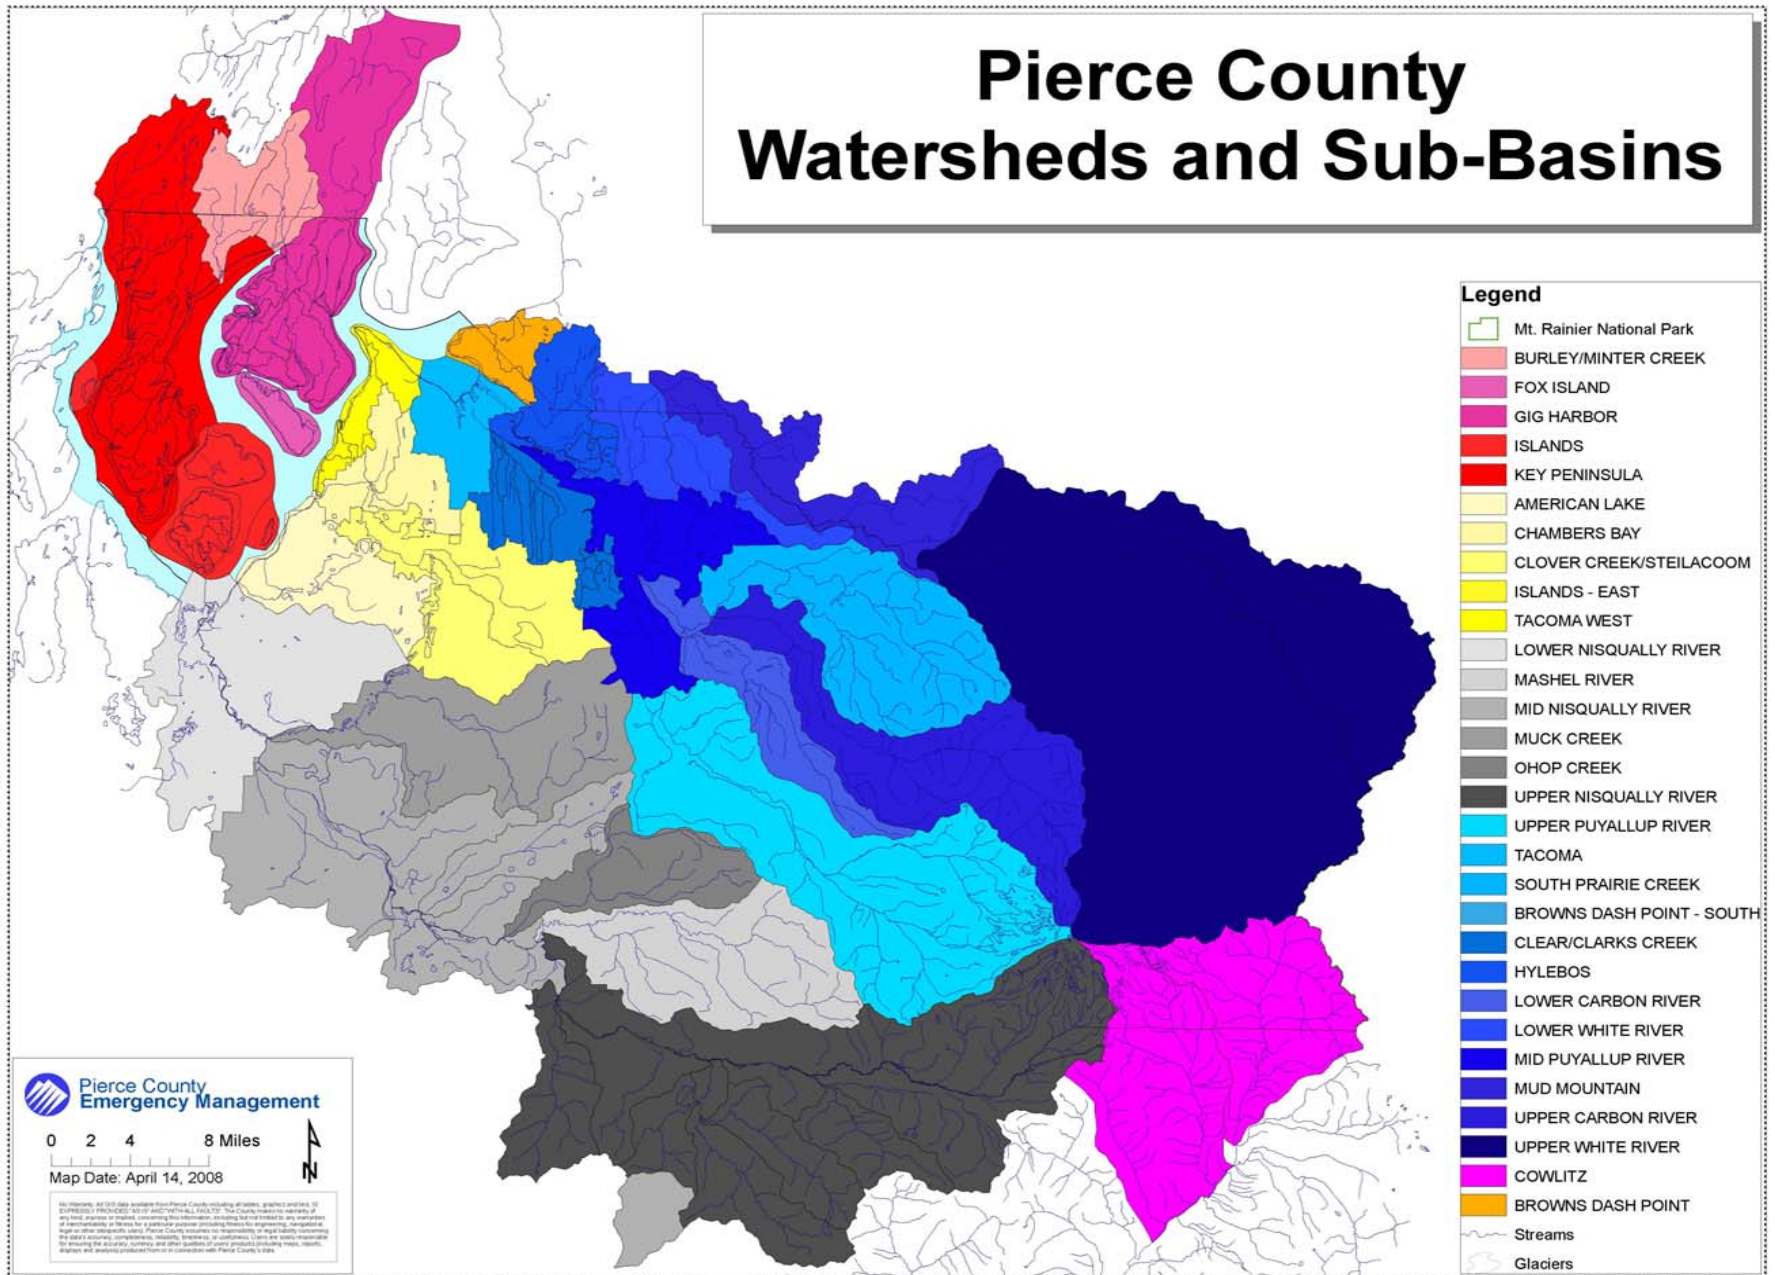 Pierce County
Watersheds and Sub-Basins
Legend
Mt. Rainier National Park
BURLEY/MINTER CREEK
FOX ISLAND
GIG HARBOR
ISLANDS
KEY PENINSULA
AMERICAN LAKE
CHAMBERS BAY
CLOVER CREEK/STEILACOOM
ISLANDS - EAST
TACOMA WEST
LOWER NISQUALLY RIVER
MASHEL RIVER
MID NISQUALLY RIVER
MUCK CREEK
OHOP CREEK
UPPER NISQUALLY RIVER
UPPER PUYALLUP RIVER
TACOMA
SOUTH PRAIRIE CREEK
BROWNS DASH POINT - SOUTH
CLEAR/CLARKS CREEK
HYLEBOS
LOWER CARBON RIVER
LOWER WHITE RIVER
MID PUYALLUP RIVER
MUD MOUNTAIN
UPPER CARBON RIVER
UPPER WHITE RIVER
COWLITZ
BROWNS DASH POINT
Streams
Glaciers
Pierce County
Emergency Management
0 2 4 8 Miles
N
Map Date: April 14, 2008